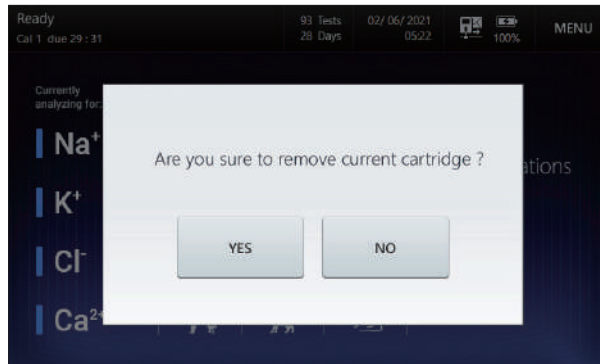 Ready
93 Tests
02/06/2021
MENU
Cal 1 due 29:31
28 Days
05:22
100%
Currently
analyzing for:
Na⁺
Are you sure to remove current cartridge ?
ations
K⁺
YES
NO
Cl⁻
Ca²⁺